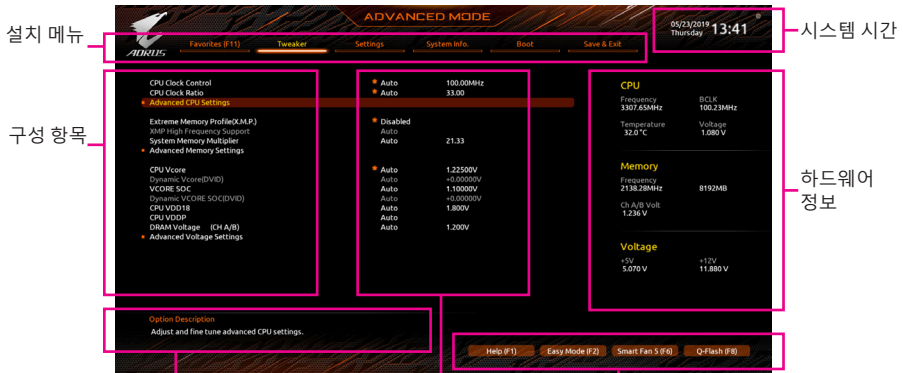 ADVANCED MODE
05/23/2019 Thursday 13:41
시스템 시간
설치 메뉴
AORUS
Favorites (F11) Tweaker Settings System Info. Boot Save & Exit
구성 항목
CPU Clock Control Auto 100.00MHz
CPU Clock Ratio Auto 33.00
Advanced CPU Settings
Extreme Memory Profile(X.M.P.) Disabled
XMP High Frequency Support Auto
System Memory Multiplier Auto 21.33
Advanced Memory Settings
CPU Vcore Auto 1.22500V
Dynamic Vcore(DVID) Auto +0.00000V
VCORE SOC Auto 1.10000V
Dynamic VCORE SOC(DVID) Auto +0.00000V
CPU VDD18 Auto 1.800V
CPU VDDP Auto
DRAM Voltage (CH A/B) Auto 1.200V
Advanced Voltage Settings
CPU
Frequency BCLK
3307.65MHz 100.23MHz
Temperature Voltage
32.0°C 1.080 V
Memory
Frequency
2138.28MHz 8192MB
Ch A/B Volt
1.236 V
Voltage
+5V +12V
5.070 V 11.880 V
하드웨어
정보
Option Description
Adjust and fine tune advanced CPU settings.
Help (F1) Easy Mode (F2) Smart Fan 5 (F6) Q-Flash (F8)